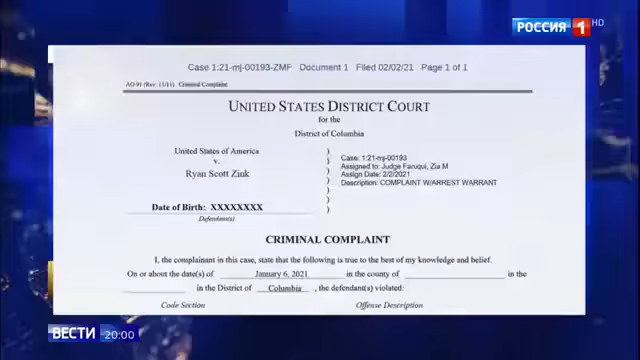 РОССИЯ 1 HD
Case 1:21-mj-00193-ZMF Document 1 Filed 02/02/21 Page 1 of 1
AO 91 (Rev. 11/11) Criminal Complaint
UNITED STATES DISTRICT COURT
for the
District of Columbia
United States of America
v.
Ryan Scott Zink
Date of Birth: XXXXXXXX
Defendant(s)
)
)
)
)
)
)
)
Case: 1:21-mj-00193
Assigned to: Judge Faruqui, Zia M
Assign Date: 2/2/2021
Description: COMPLAINT W/ARREST WARRANT
CRIMINAL COMPLAINT
I, the complainant in this case, state that the following is true to the best of my knowledge and belief.
On or about the date(s) of January 6, 2021 in the county of in the
in the District of Columbia , the defendant(s) violated:
Code Section Offense Description
ВЕСТИ 20:00